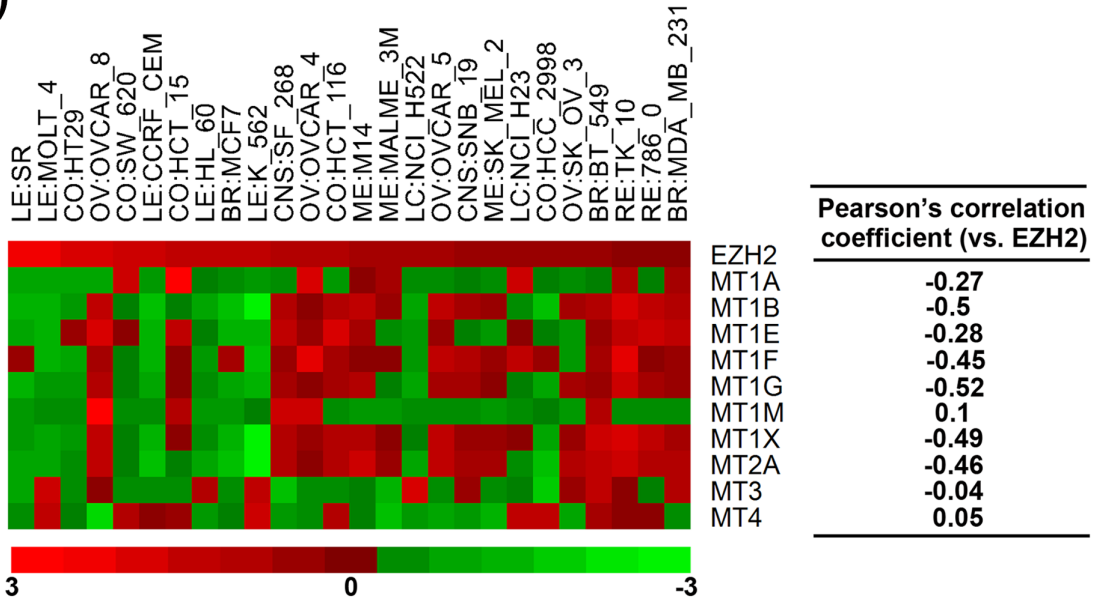 )
LE:SR
LE:MOLT_4
CO:HT29
OV:OVCAR_8
CO:SW_620
LE:CCRF_CEM
CO:HCT_15
LE:HL_60
BR:MCF7
LE:K_562
CNS:SF_268
OV:OVCAR_4
CO:HCT_116
ME:M14
ME:MALME_3M
LC:NCI_H522
OV:OVCAR_5
CNS:SNB_19
ME:SK_MEL_2
LC:NCI_H23
CO:HCC_2998
OV:SK_OV_3
BR:BT_549
RE:TK_10
RE:786_0
BR:MDA_MB_231
Pearson's correlation
coefficient (vs. EZH2)
EZH2
MT1A -0.27
MT1B -0.5
MT1E -0.28
MT1F -0.45
MT1G -0.52
MT1M 0.1
MT1X -0.49
MT2A -0.46
MT3 -0.04
MT4 0.05
3 0 -3